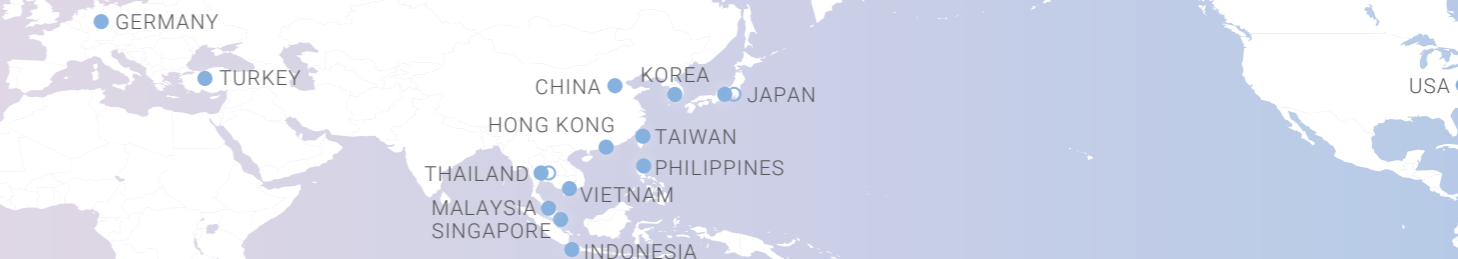 GERMANY
TURKEY
KOREA
CHINA
USA
JAPAN
HONG KONG
TAIWAN
PHILIPPINES
THAILAND
VIETNAM
MALAYSIA
SINGAPORE
INDONESIA